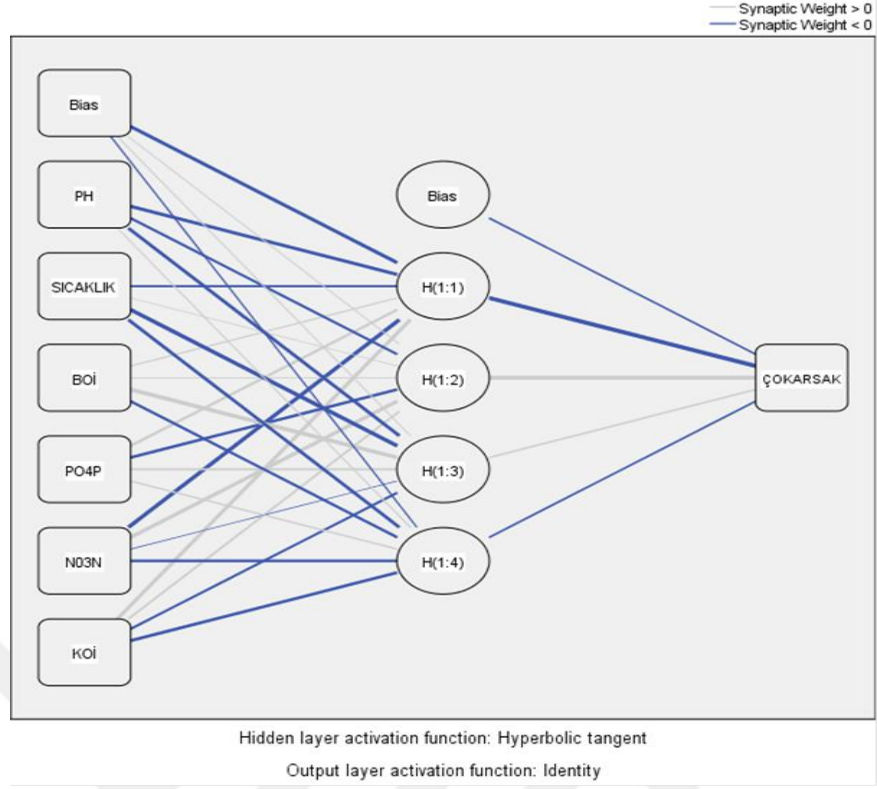 Synaptic Weight > 0
Synaptic Weight < 0
Bias
PH
SICAKLIK
BOİ
PO4P
N03N
KOİ
Bias
H(1:1)
H(1:2)
H(1:3)
H(1:4)
ÇOKARSAK
Hidden layer activation function: Hyperbolic tangent
Output layer activation function: Identity